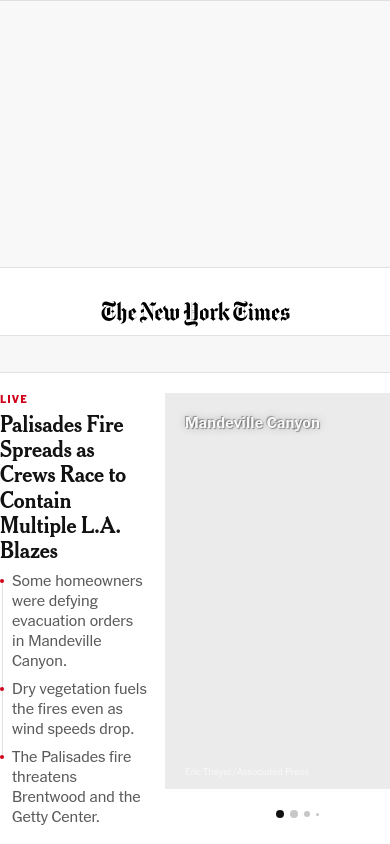 The New York Times
LIVE
Palisades Fire
Spreads as
Crews Race to
Contain
Multiple L.A.
Blazes
Some homeowners
were defying
evacuation orders
in Mandeville
Canyon.
Dry vegetation fuels
the fires even as
wind speeds drop.
The Palisades fire
threatens
Brentwood and the
Getty Center.
Mandeville Canyon
Eric Thayer/Associated Press